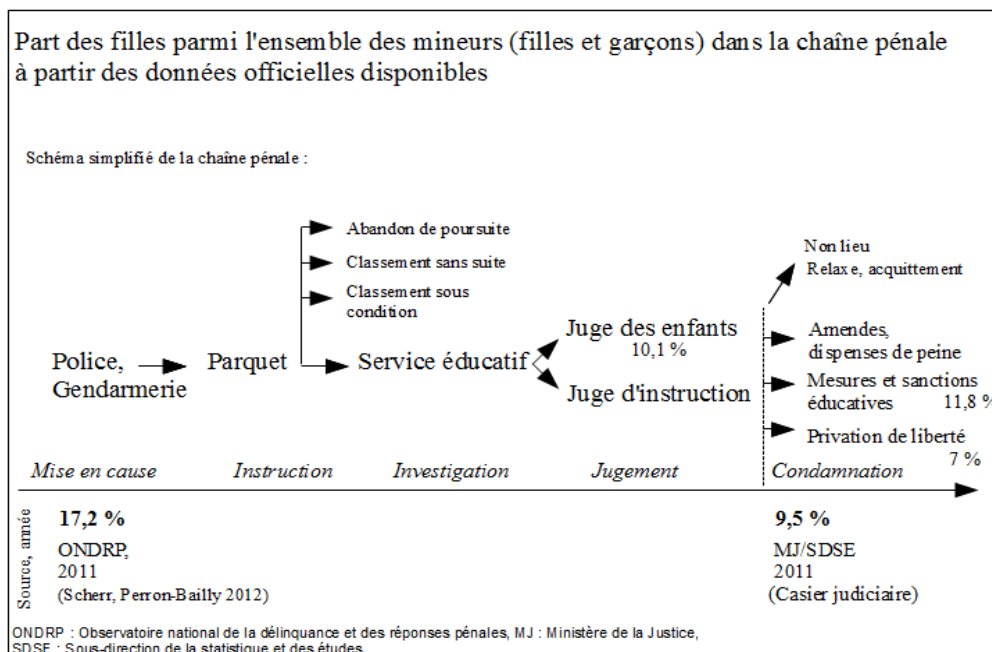 Part des filles parmi l'ensemble des mineurs (filles et garçons) dans la chaîne pénale
à partir des données officielles disponibles
Schéma simplifié de la chaîne pénale :
Abandon de poursuite
Classement sans suite
Classement sous
condition
Non lieu
Relaxe, acquittement
Police,
Gendarmerie
Parquet
Service éducatif
Juge des enfants
10,1 %
Juge d'instruction
Amendes,
dispenses de peine
Mesures et sanctions
éducatives 11,8 %
Privation de liberté
7 %
Mise en cause Instruction Investigation Jugement Condamnation
Source, année
17,2 %
ONDRP,
2011
(Scherr, Perron-Bailly 2012)
9,5 %
MJ/SDSE
2011
(Casier judiciaire)
ONDRP : Observatoire national de la délinquance et des réponses pénales, MJ : Ministère de la Justice,
SDSE : Sous-direction de la statistique et des études